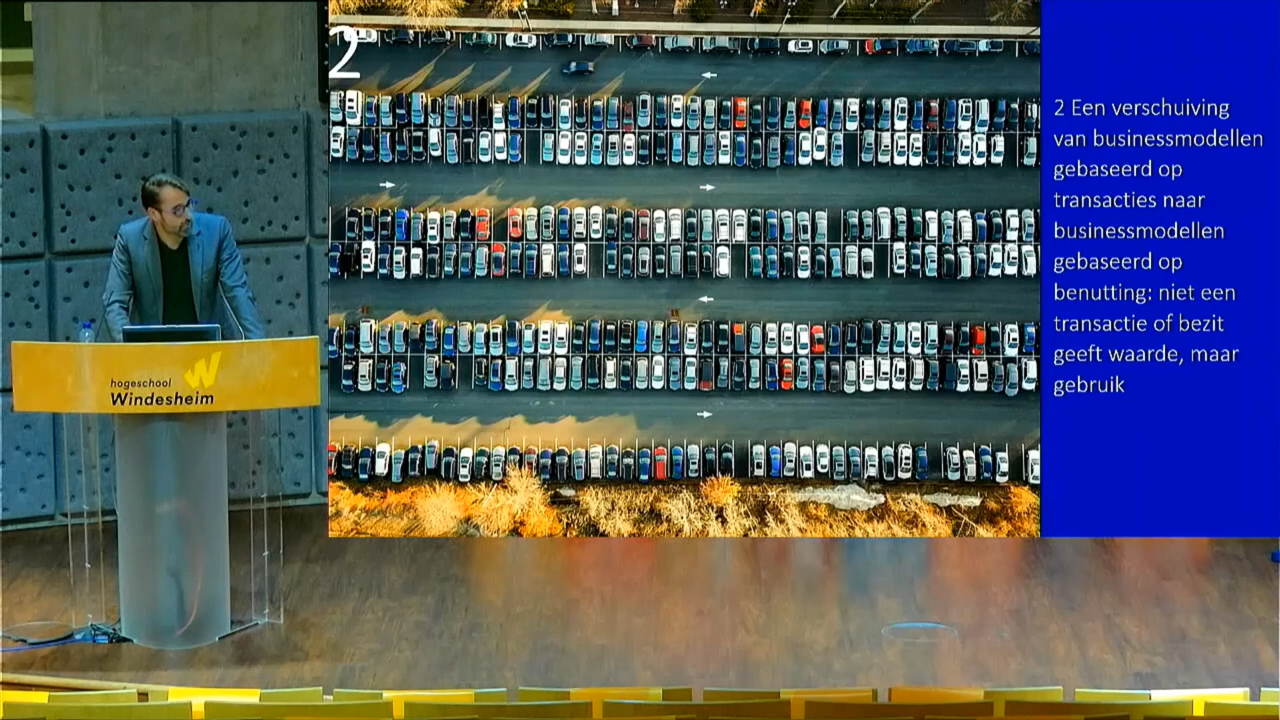 2
2 Een verschuiving
van businessmodellen
gebaseerd op
transacties naar
businessmodellen
gebaseerd op
benutting: niet een
transactie of bezit
geeft waarde, maar
gebruik
hogeschool
Windesheim